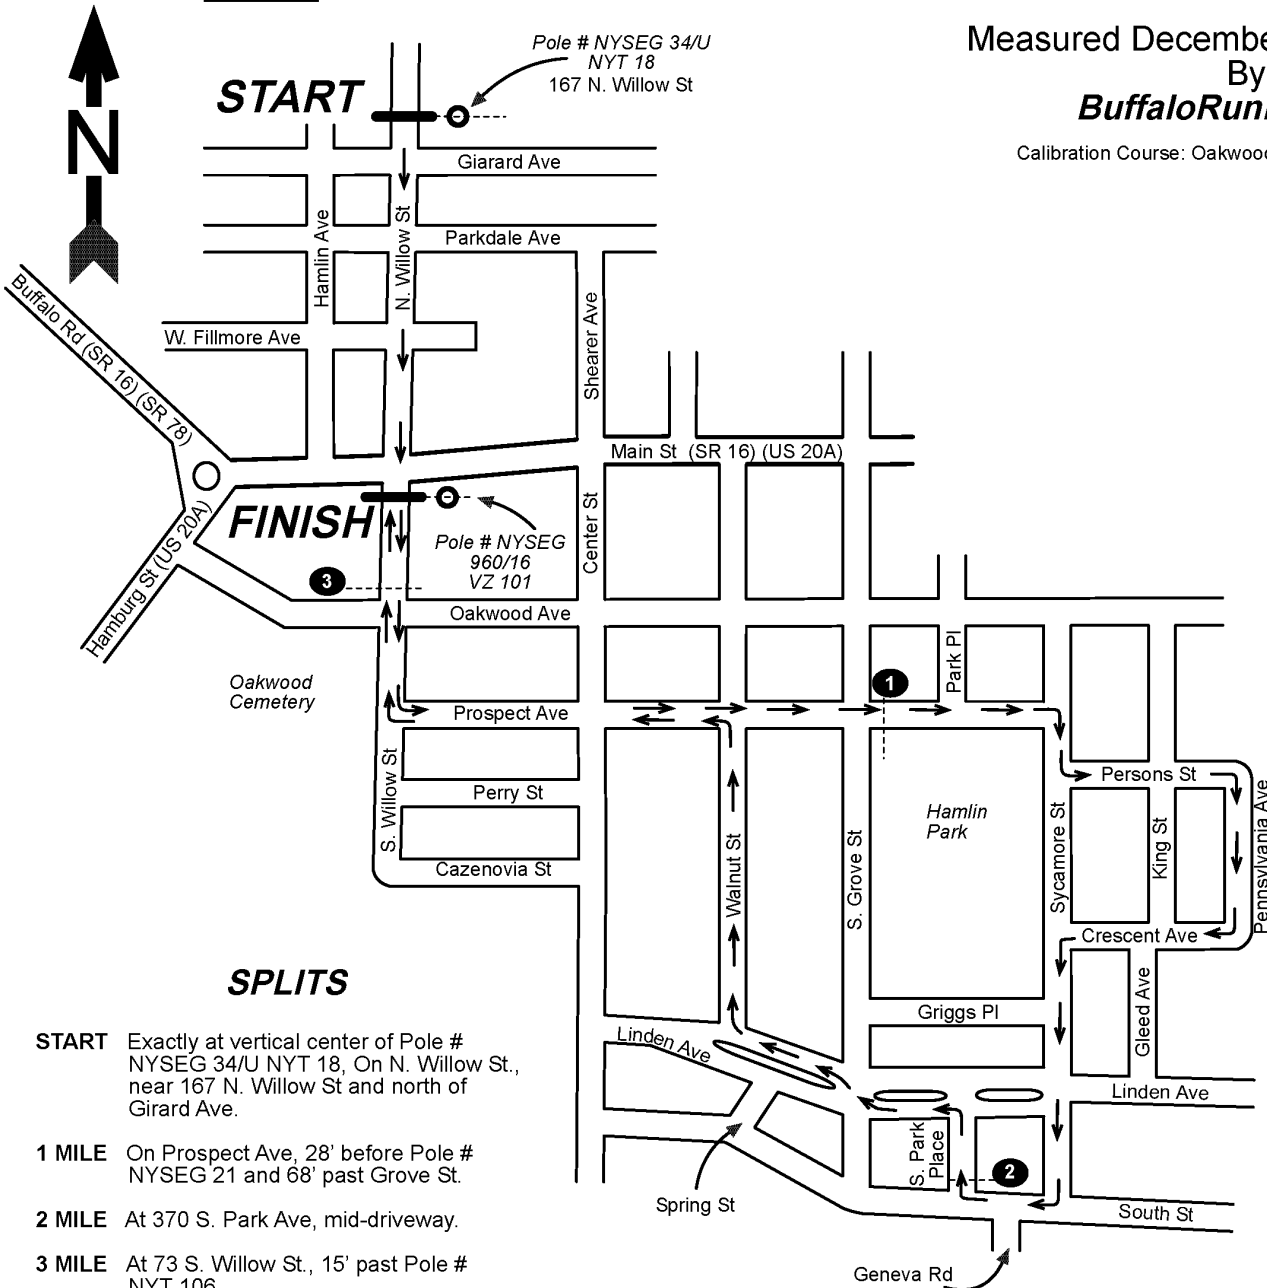 Measured Decembe
By
BuffaloRun
Calibration Course: Oakwood
N
Pole # NYSEG 34/U
NYT 18
167 N. Willow St
START
Giarard Ave
Parkdale Ave
Hamlin Ave
N. Willow St
Shearer Ave
W. Fillmore Ave
Buffalo Rd (SR 16) (SR 78)
Main St (SR 16) (US 20A)
Hamburg St (US 20A)
FINISH
Pole # NYSEG
960/16
VZ 101
Center St
3
Oakwood Ave
Oakwood
Cemetery
Park Pl
1
Prospect Ave
Persons St
Perry St
S. Willow St
Cazenovia St
Walnut St
S. Grove St
Hamlin
Park
Sycamore St
King St
Pennsylvania Ave
Crescent Ave
Griggs Pl
Gleed Ave
Linden Ave
Linden Ave
S. Park
Place
2
Spring St
South St
Geneva Rd
SPLITS
START Exactly at vertical center of Pole #
NYSEG 34/U NYT 18, On N. Willow St.,
near 167 N. Willow St and north of
Girard Ave.
1 MILE On Prospect Ave, 28' before Pole #
NYSEG 21 and 68' past Grove St.
2 MILE At 370 S. Park Ave, mid-driveway.
3 MILE At 73 S. Willow St., 15' past Pole #
NYT 106